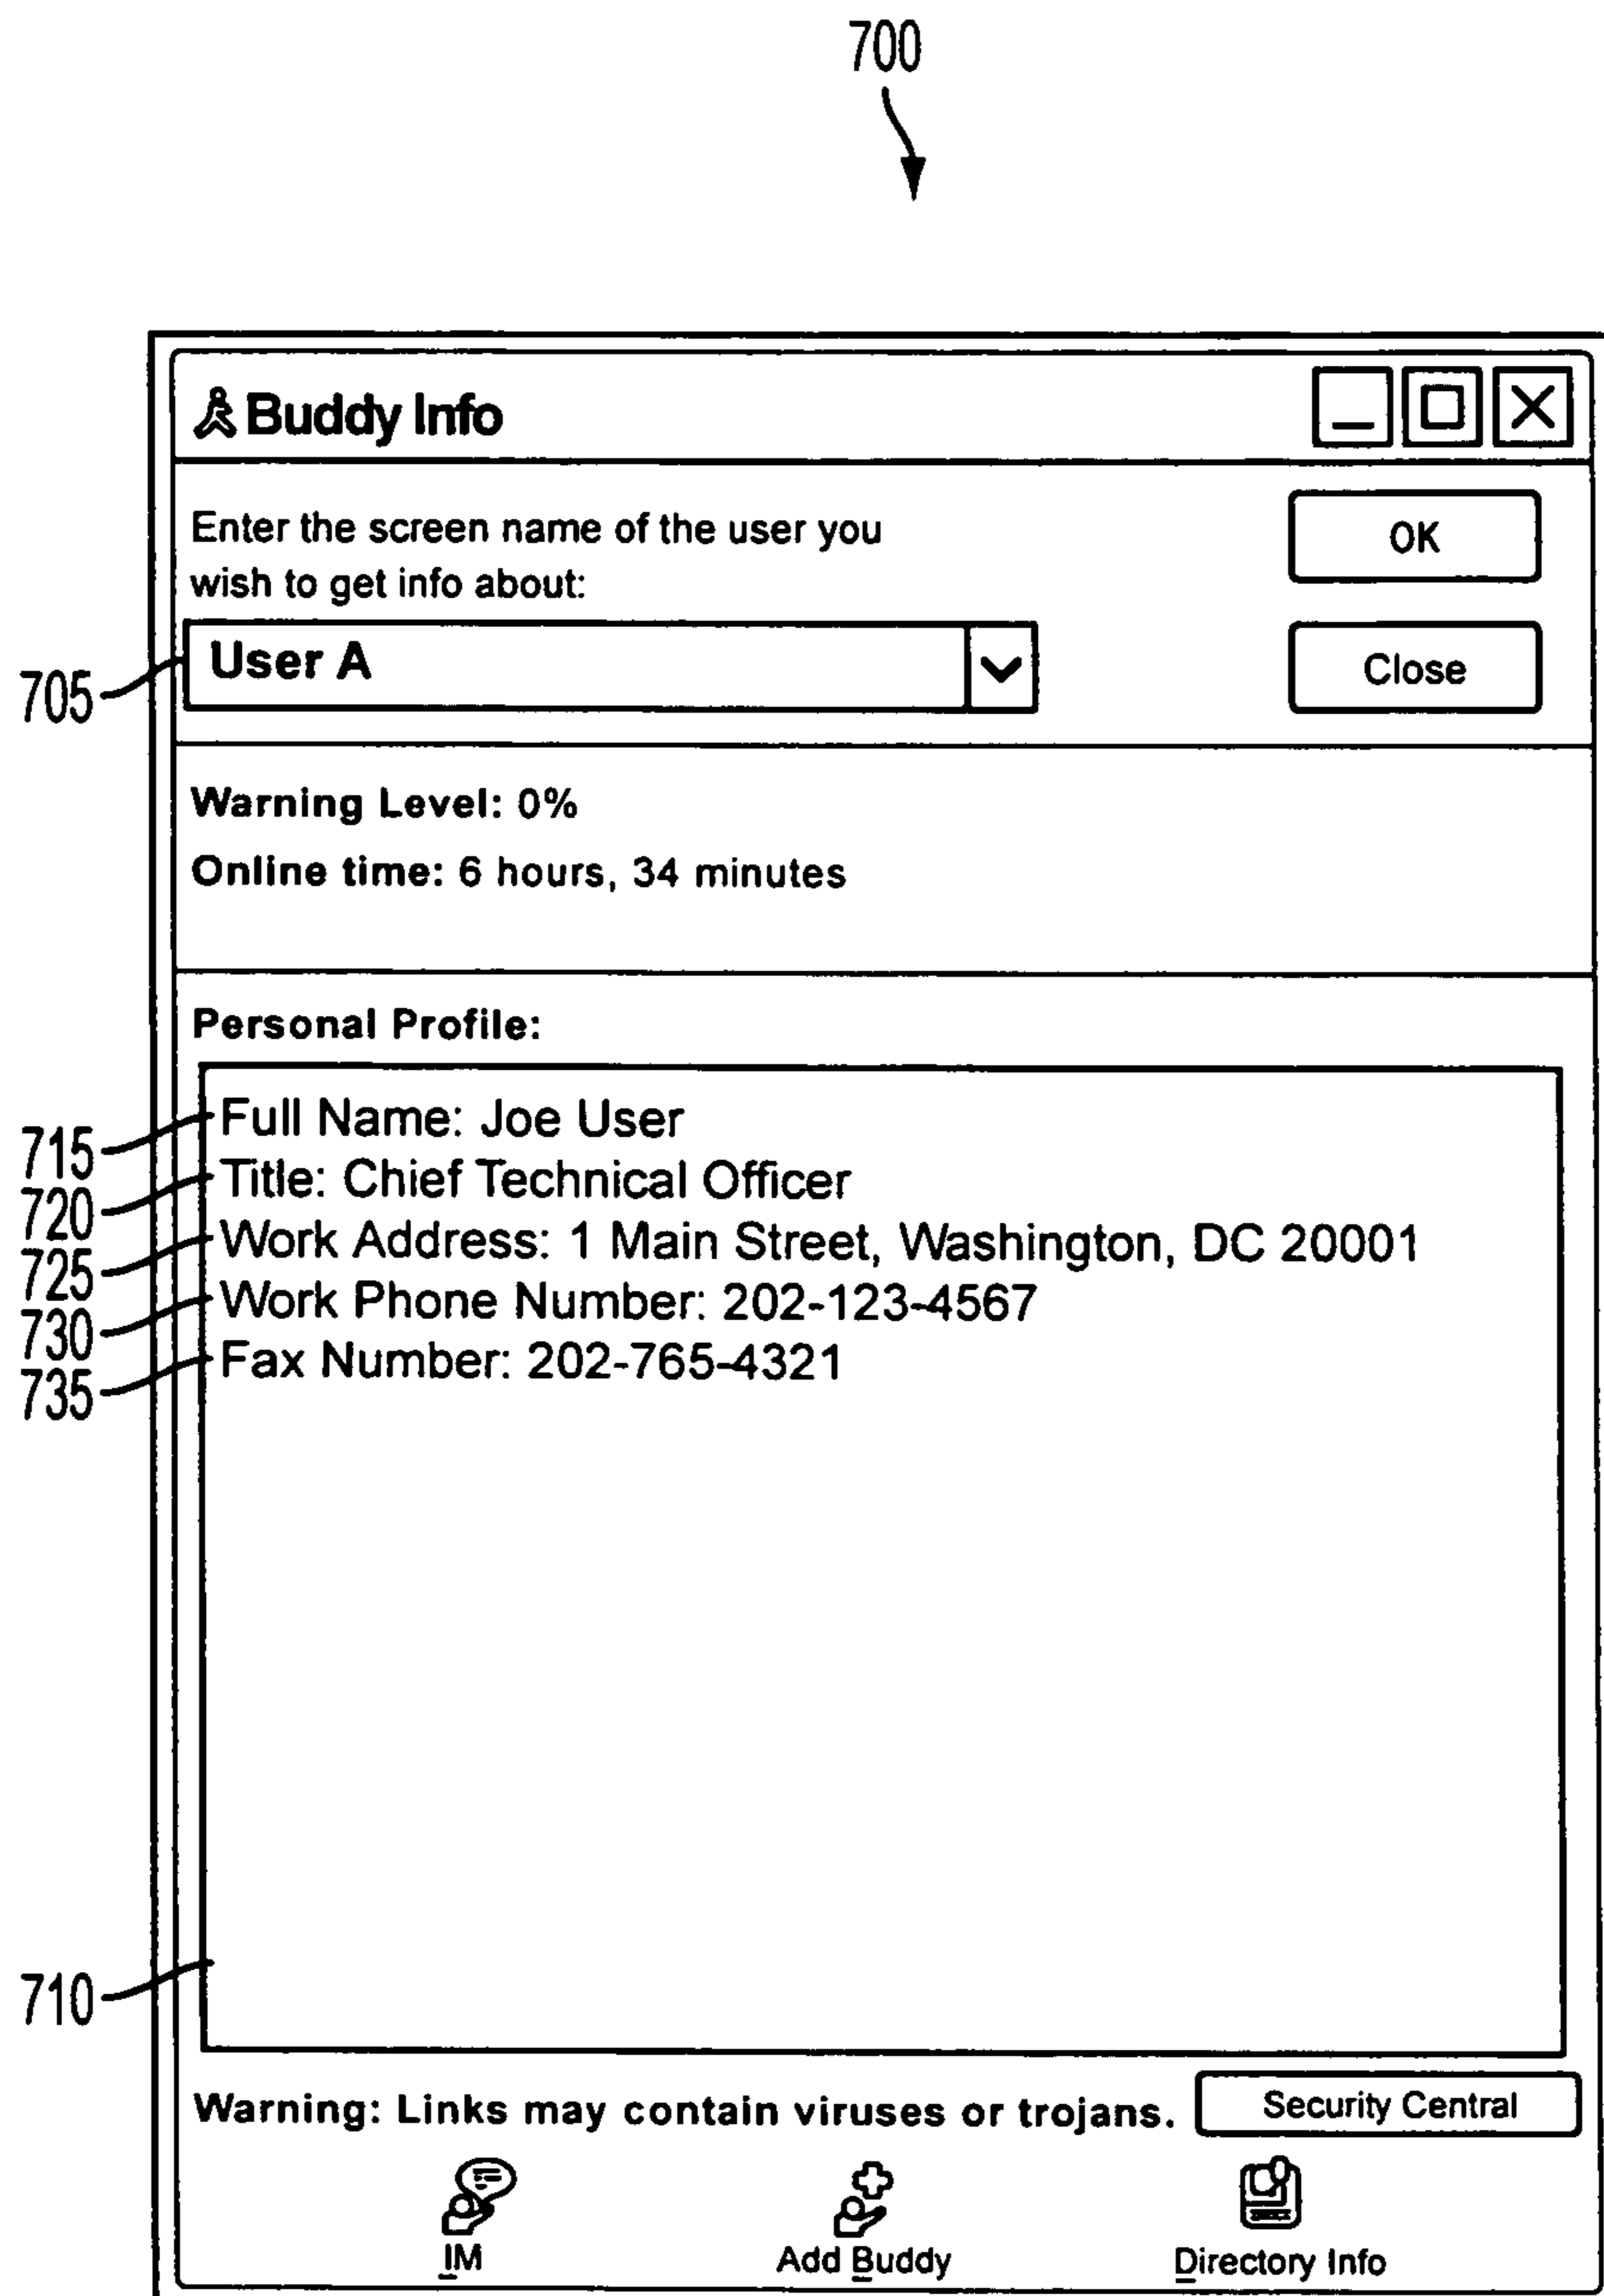 700
Buddy Info
Enter the screen name of the user you
wish to get info about:
OK
705
User A
Close
Warning Level: 0%
Online time: 6 hours, 34 minutes
Personal Profile:
715
Full Name: Joe User
720
Title: Chief Technical Officer
725
Work Address: 1 Main Street, Washington, DC 20001
730
Work Phone Number: 202-123-4567
735
Fax Number: 202-765-4321
710
Warning: Links may contain viruses or trojans.
Security Central
IM
Add Buddy
Directory Info